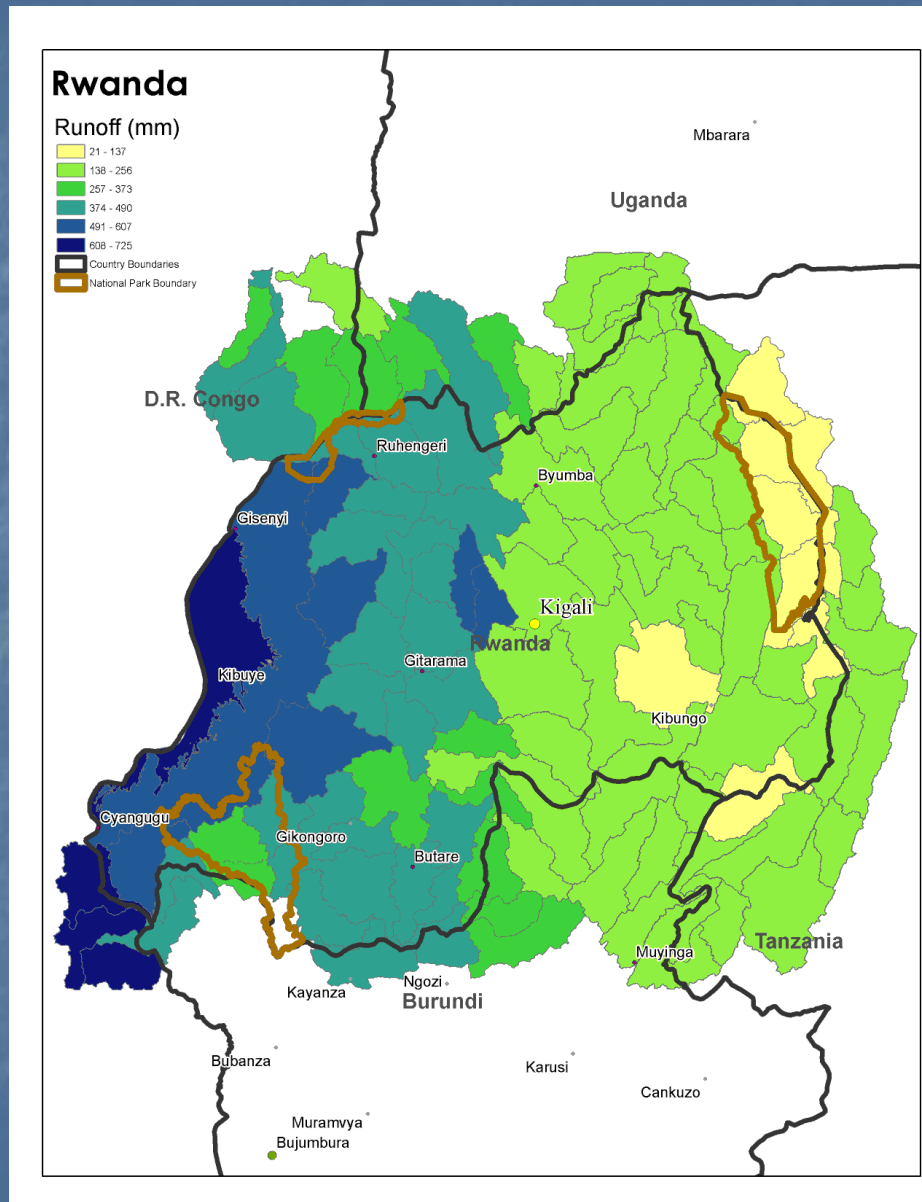 Rwanda
Runoff (mm)
21 - 137
138 - 256
257 - 373
374 - 490
491 - 607
608 - 725
Country Boundaries
National Park Boundary
Mbarara
Uganda
D.R. Congo
Ruhengeri
Byumba
Gisenyi
Kigali
Rwanda
Gitarama
Kibuye
Kibungo
Cyangugu
Gikongoro
Butare
Tanzania
Muyinga
Kayanza
Ngozi
Burundi
Bubanza
Karusi
Cankuzo
Muramvya
Bujumbura